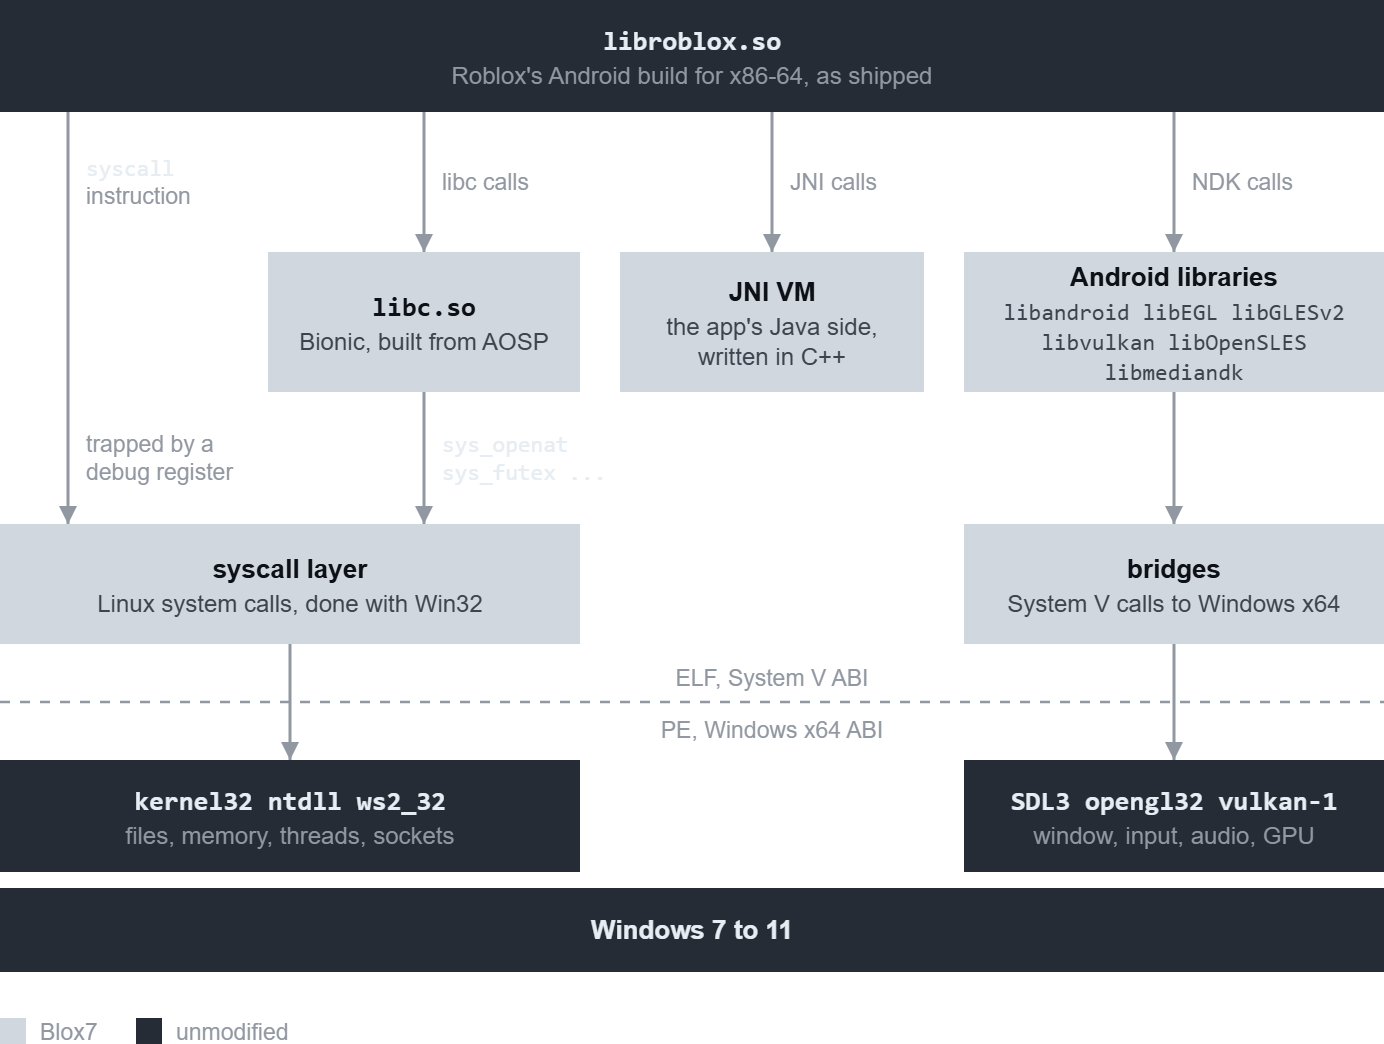 libroblox.so
Roblox's Android build for x86-64, as shipped
syscall
instruction
libc calls
JNI calls
NDK calls
libc.so
Bionic, built from AOSP
JNI VM
the app's Java side,
written in C++
Android libraries
libandroid libEGL libGLESv2
libvulkan libOpenSLES
libmediandk
trapped by a
debug register
sys_openat
sys_futex ...
syscall layer
Linux system calls, done with Win32
bridges
System V calls to Windows x64
ELF, System V ABI
PE, Windows x64 ABI
kernel32 ntdll ws2_32
files, memory, threads, sockets
SDL3 opengl32 vulkan-1
window, input, audio, GPU
Windows 7 to 11
Blox7
unmodified